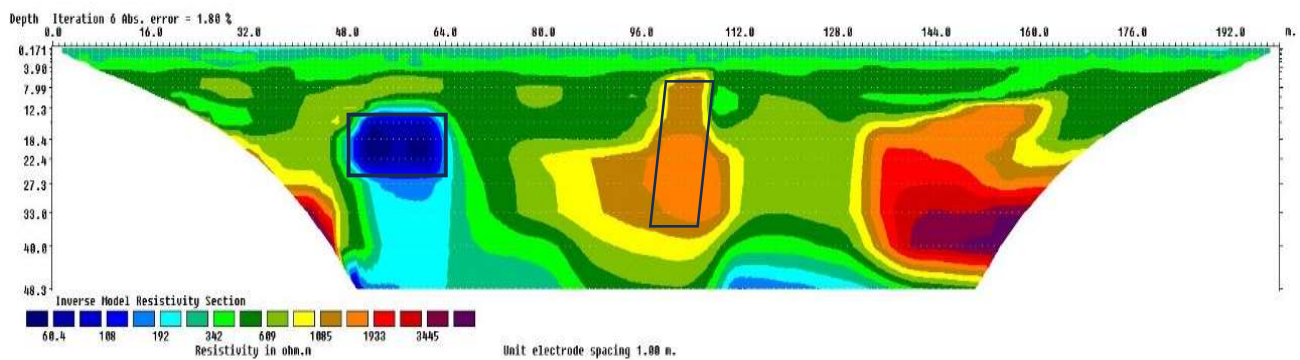 Depth Iteration 6 Abs. error = 1.80 %
0.0 16.0 32.0 48.0 64.0 80.0 96.0 112.0 128.0 144.0 160.0 176.0 192.0 m.
0.171
3.98
7.99
12.3
18.4
22.4
27.3
33.0
40.0
48.3
Inverse Model Resistivity Section
60.4 108 192 342 609 1085 1933 3445
Resistivity in ohm.m Unit electrode spacing 1.00 m.